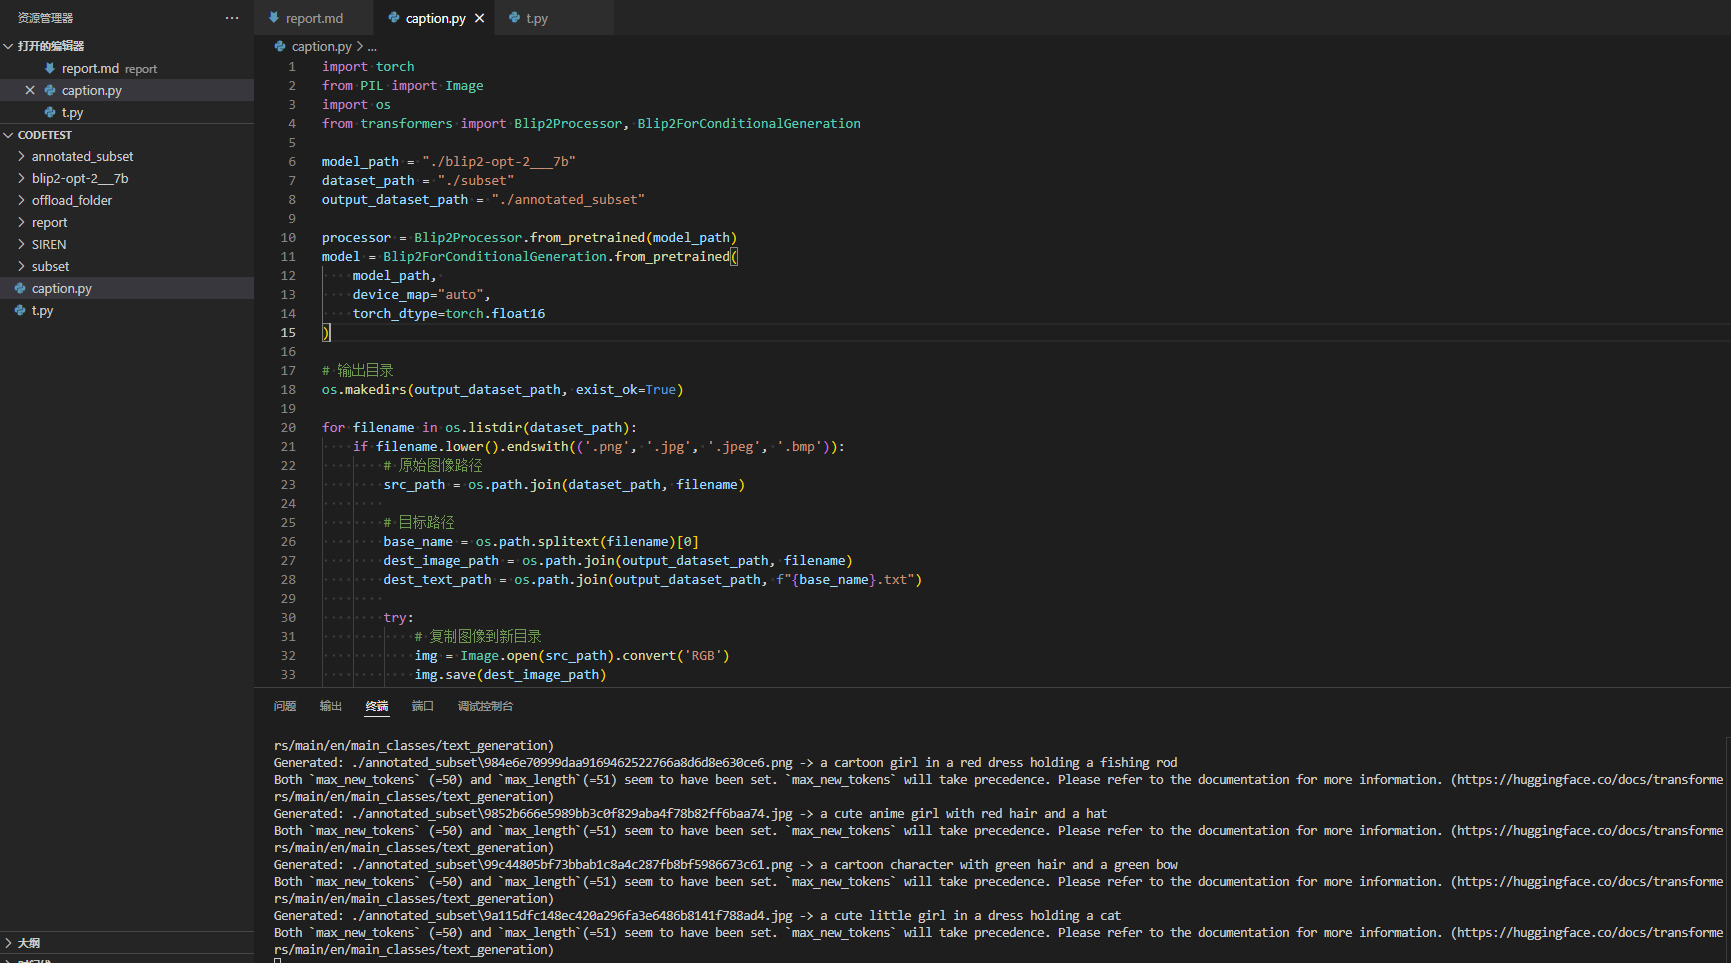 资源管理器
···
打开的编辑器
report.md report
caption.py
t.py
CODETEST
annotated_subset
blip2-opt-2___7b
offload_folder
report
SIREN
subset
caption.py
t.py
大纲
report.md
caption.py
t.py
caption.py > ...
1 import torch
2 from PIL import Image
3 import os
4 from transformers import Blip2Processor, Blip2ForConditionalGeneration
5
6 model_path = "./blip2-opt-2___7b"
7 dataset_path = "./subset"
8 output_dataset_path = "./annotated_subset"
9
10 processor = Blip2Processor.from_pretrained(model_path)
11 model = Blip2ForConditionalGeneration.from_pretrained(
12     model_path,
13     device_map="auto",
14     torch_dtype=torch.float16
15 )
16
17 # 输出目录
18 os.makedirs(output_dataset_path, exist_ok=True)
19
20 for filename in os.listdir(dataset_path):
21     if filename.lower().endswith(('.png', '.jpg', '.jpeg', '.bmp')):
22         # 原始图像路径
23         src_path = os.path.join(dataset_path, filename)
24
25         # 目标路径
26         base_name = os.path.splitext(filename)[0]
27         dest_image_path = os.path.join(output_dataset_path, filename)
28         dest_text_path = os.path.join(output_dataset_path, f"{base_name}.txt")
29
30         try:
31             # 复制图像到新目录
32             img = Image.open(src_path).convert('RGB')
33             img.save(dest_image_path)
问题 输出 终端 端口 调试控制台
rs/main/en/main_classes/text_generation)
Generated: ./annotated_subset\984e6e70999daa9169462522766a8d6d8e630ce6.png -> a cartoon girl in a red dress holding a fishing rod
Both `max_new_tokens` (=50) and `max_length`(=51) seem to have been set. `max_new_tokens` will take precedence. Please refer to the documentation for more information. (https://huggingface.co/docs/transforme
rs/main/en/main_classes/text_generation)
Generated: ./annotated_subset\9852b666e5989bb3c0f829aba4f78b82ff6baa74.jpg -> a cute anime girl with red hair and a hat
Both `max_new_tokens` (=50) and `max_length`(=51) seem to have been set. `max_new_tokens` will take precedence. Please refer to the documentation for more information. (https://huggingface.co/docs/transforme
rs/main/en/main_classes/text_generation)
Generated: ./annotated_subset\99c44805bf73bbab1c8a4c287fb8bf5986673c61.png -> a cartoon character with green hair and a green bow
Both `max_new_tokens` (=50) and `max_length`(=51) seem to have been set. `max_new_tokens` will take precedence. Please refer to the documentation for more information. (https://huggingface.co/docs/transforme
rs/main/en/main_classes/text_generation)
Generated: ./annotated_subset\9a115dfc148ec420a296fa3e6486b8141f788ad4.jpg -> a cute little girl in a dress holding a cat
Both `max_new_tokens` (=50) and `max_length`(=51) seem to have been set. `max_new_tokens` will take precedence. Please refer to the documentation for more information. (https://huggingface.co/docs/transforme
rs/main/en/main_classes/text_generation)